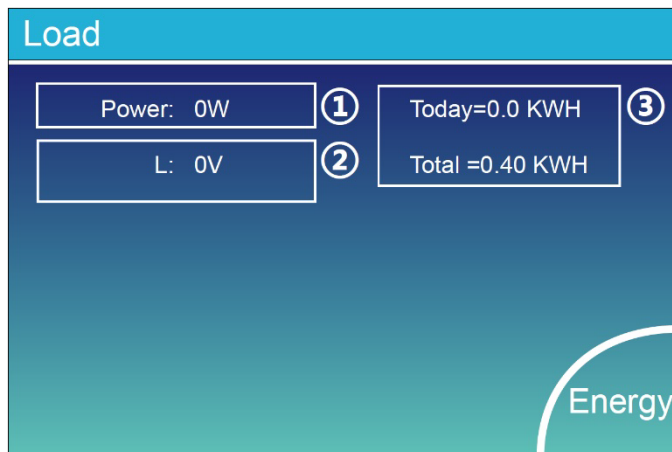 Load
Power: 0W ①
Today=0.0 KWH ③
L: 0V ②
Total =0.40 KWH
Energy